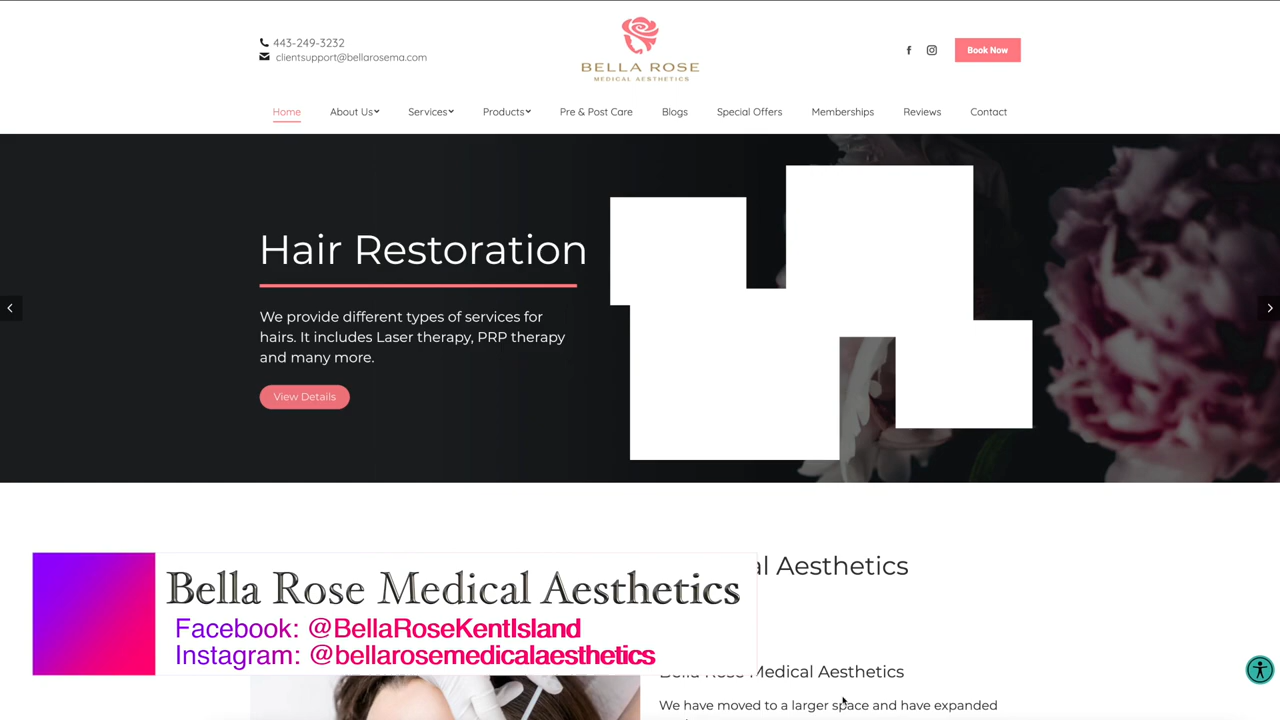 443-249-3232
clientsupport@bellarosema.com
BELLA ROSE
MEDICAL AESTHETICS
f
Book Now
Home About Us Services Products Pre & Post Care Blogs Special Offers Memberships Reviews Contact
Hair Restoration
We provide different types of services for
hairs. It includes Laser therapy, PRP therapy
and many more.
View Details
al Aesthetics
Bella Rose Medical Aesthetics
Facebook: @BellaRoseKentIsland
Instagram: @bellarosemedicalaesthetics
Bella Rose Medical Aesthetics
We have moved to a larger space and have expanded